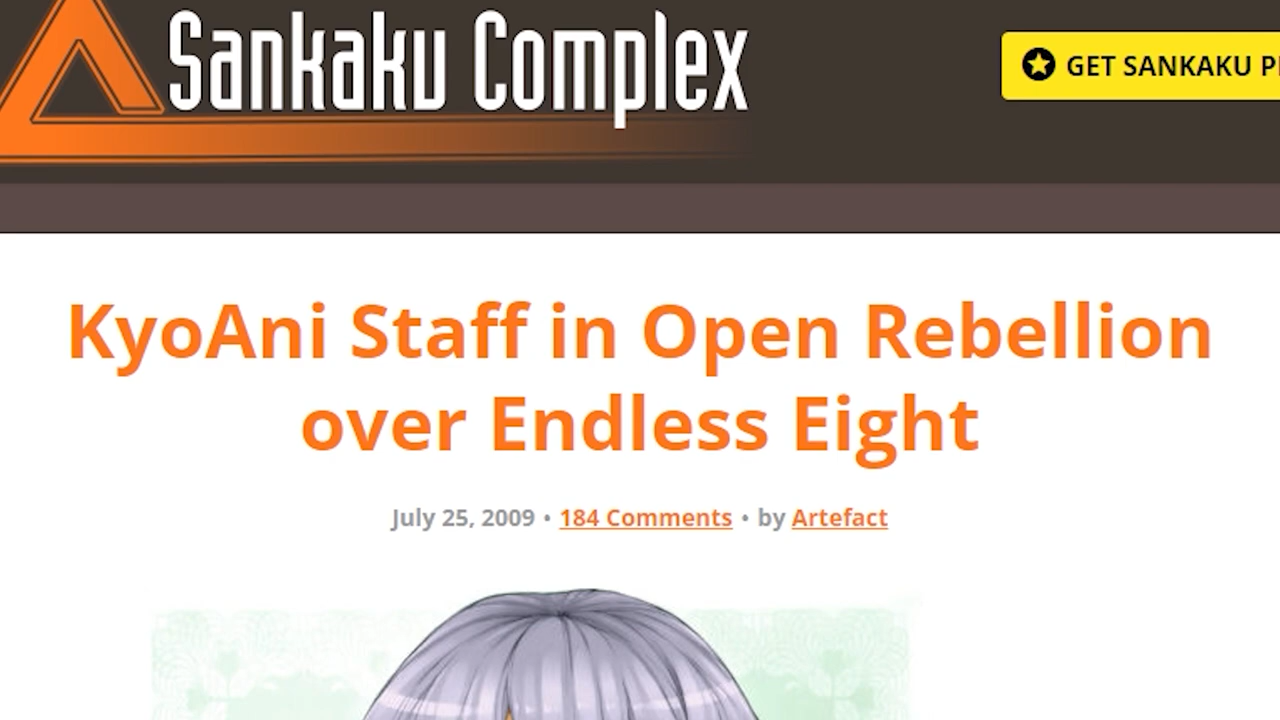 Sankaku Complex
GET SANKAKU
KyoAni Staff in Open Rebellion
over Endless Eight
July 25, 2009 • 184 Comments • by Artefact